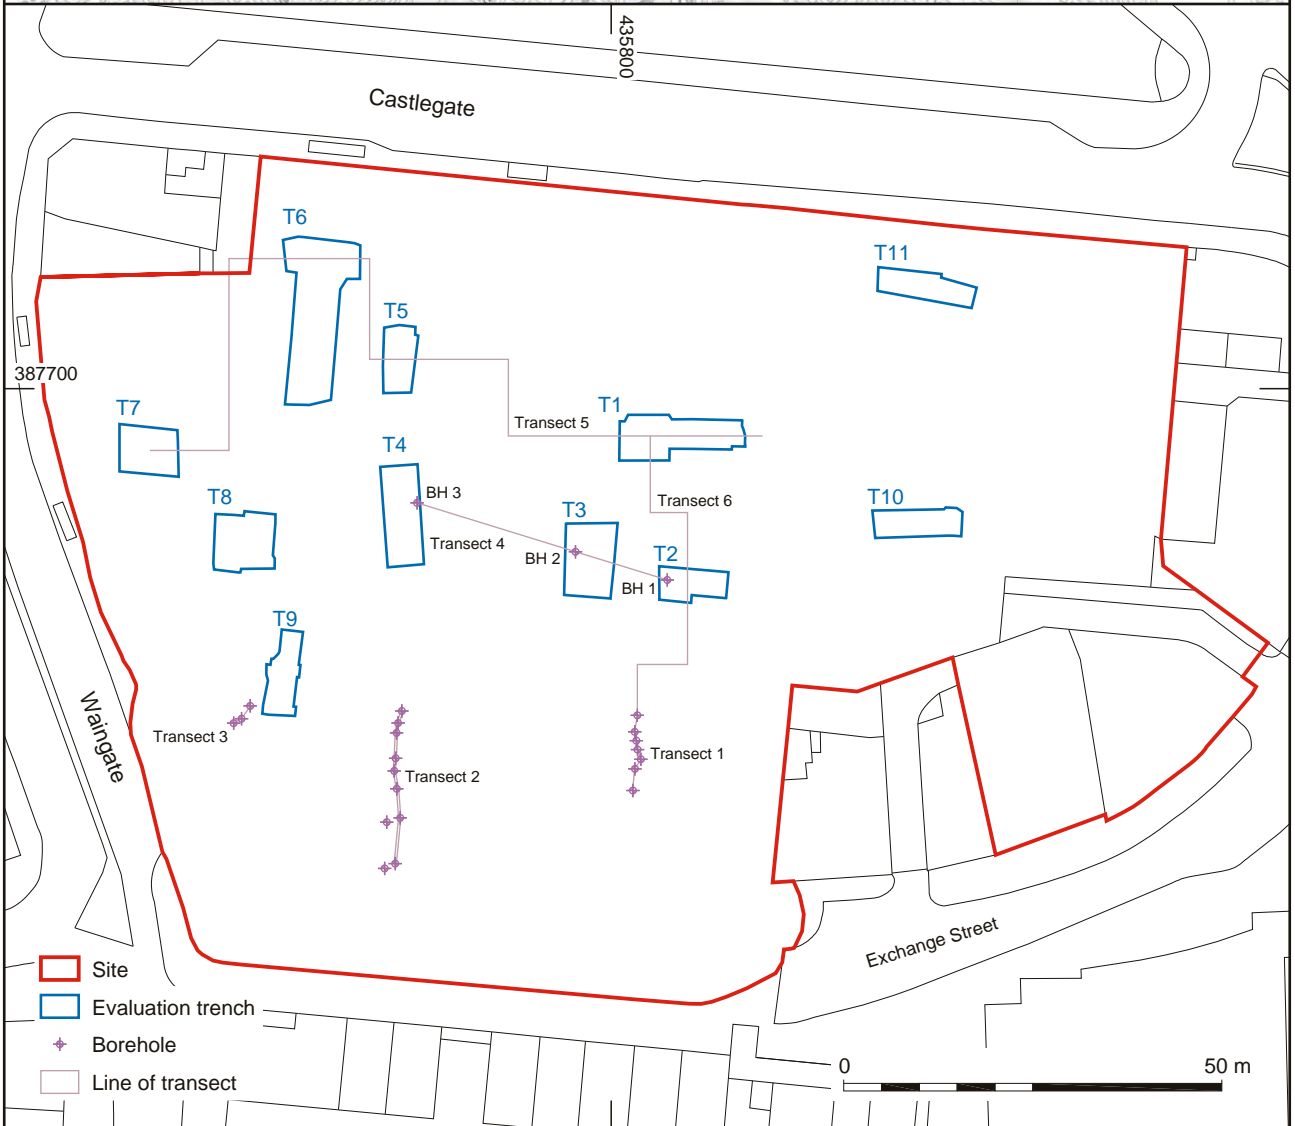 435800
Castlegate
T6
T11
T5
387700
T7
T1
Transect 5
T4
BH 3
T8
Transect 6
T10
T3
Transect 4
BH 2
T2
BH 1
T9
Waingate
Transect 3
Transect 2
Transect 1
Exchange Street
Site
Evaluation trench
Borehole
Line of transect
0
50 m